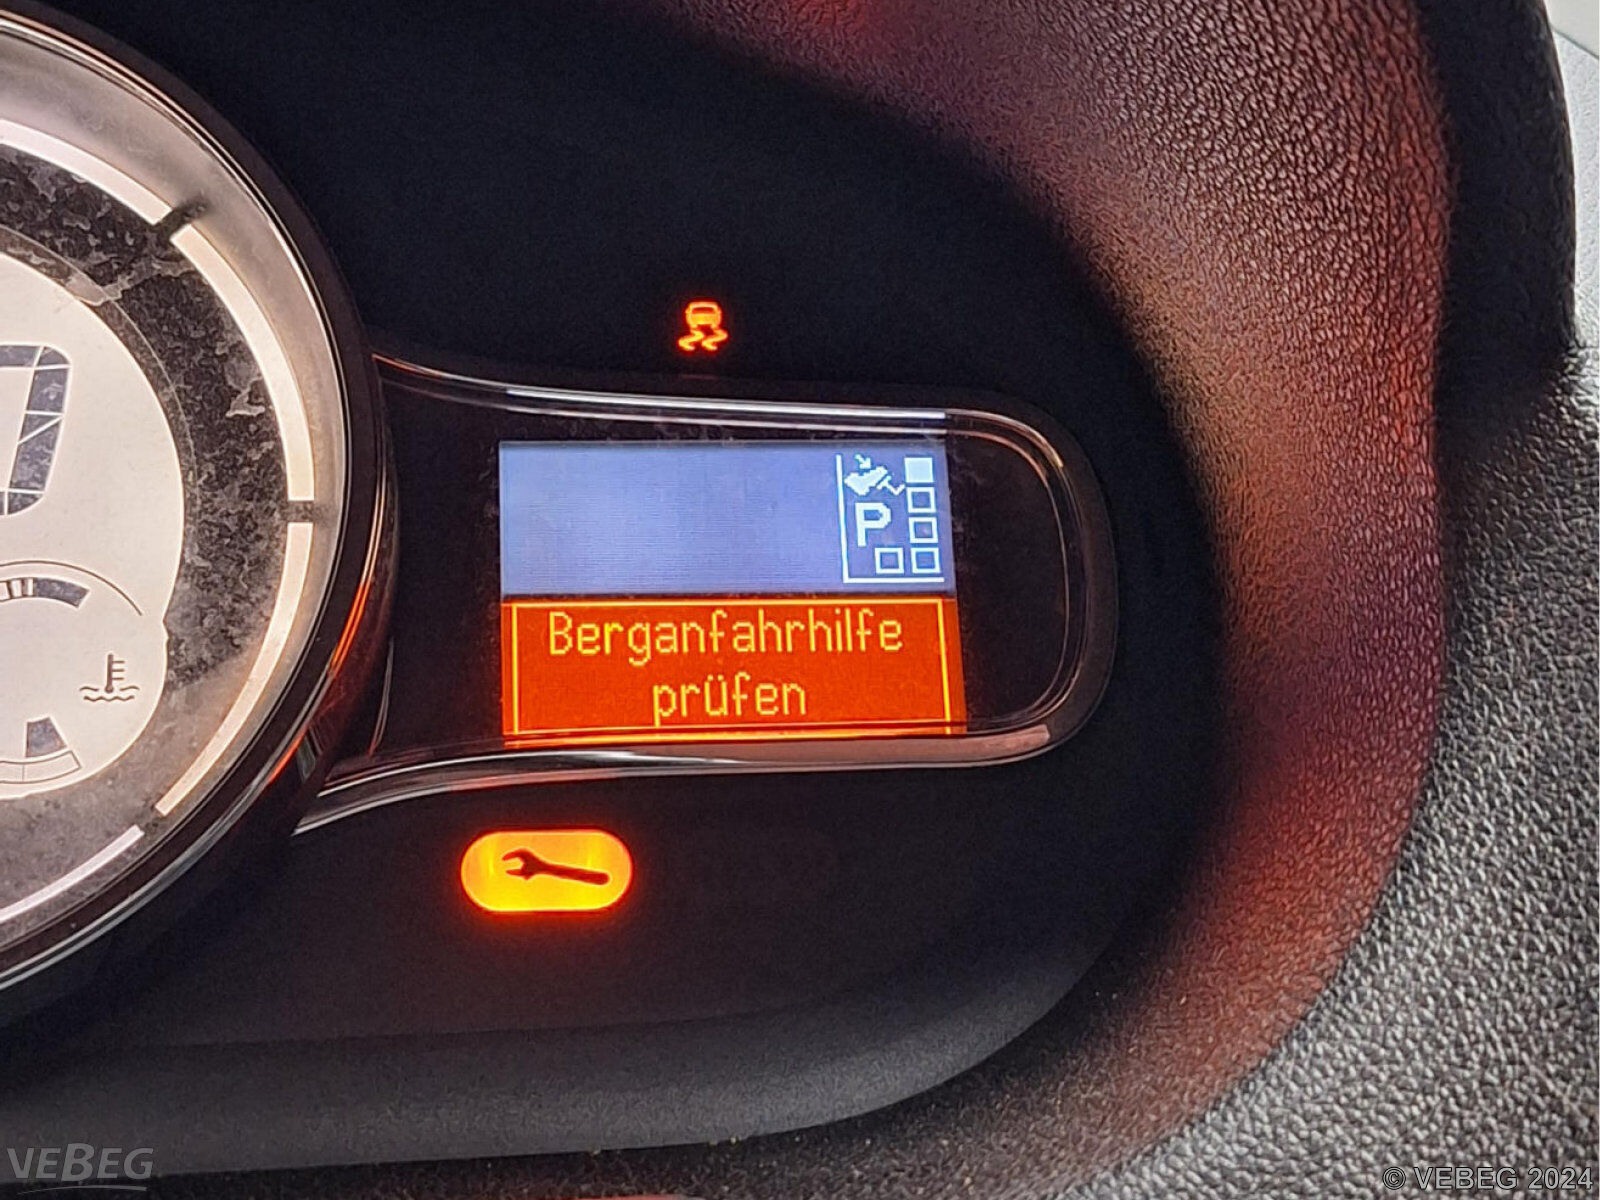 P
Berganfahrhilfe
prüfen
VEBEG
© VEBEG 2024